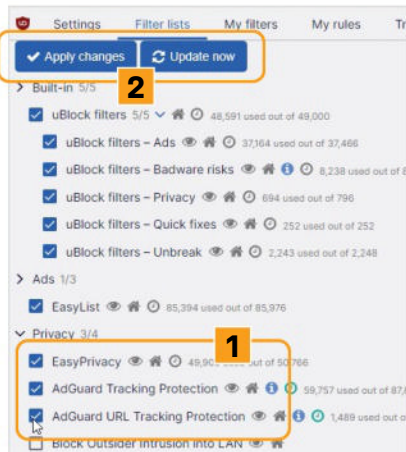 Settings Filter lists My filters My rules
Apply changes Update now
2
Built-in 5/5
uBlock filters 5/5 48,591 used out of 49,000
uBlock filters – Ads 37,164 used out of 37,466
uBlock filters – Badware risks 8,238 used out of
uBlock filters – Privacy 694 used out of 796
uBlock filters – Quick fixes 252 used out of 252
uBlock filters – Unbreak 2,243 used out of 2,248
Ads 1/3
EasyList 85,394 used out of 85,976
Privacy 3/4
1
EasyPrivacy out of
AdGuard Tracking Protection 59,757 used out of
AdGuard URL Tracking Protection 1,489 used out
Block Outsider Intrusion into LAN